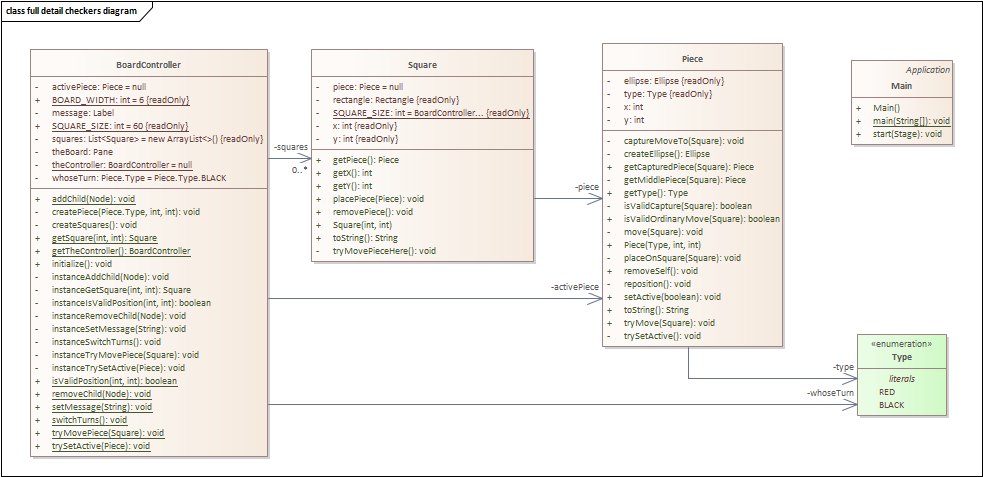 class full detail checkers diagram
BoardController
- activePiece: Piece = null
+ BOARD_WIDTH: int = 6 {readOnly}
- message: Label
+ SQUARE_SIZE: int = 60 {readOnly}
- squares: List<Square> = new ArrayList<>() {readOnly}
- theBoard: Pane
- theController: BoardController = null
- whoseTurn: Piece.Type = Piece.Type.BLACK
+ addChild(Node): void
- createPiece(Piece.Type, int, int): void
- createSquares(): void
+ getSquare(int, int): Square
+ getTheController(): BoardController
+ initialize(): void
- instanceAddChild(Node): void
- instanceGetSquare(int, int): Square
- instanceIsValidPosition(int, int): boolean
- instanceRemoveChild(Node): void
- instanceSetMessage(String): void
- instanceSwitchTurns(): void
- instanceTryMovePiece(Square): void
- instanceTrySetActive(Piece): void
+ isValidPosition(int, int): boolean
+ removeChild(Node): void
+ setMessage(String): void
+ switchTurns(): void
+ tryMovePiece(Square): void
+ trySetActive(Piece): void
-squares
0..*
Square
- piece: Piece = null
- rectangle: Rectangle {readOnly}
- SQUARE_SIZE: int = BoardController... {readOnly}
- x: int {readOnly}
- y: int {readOnly}
+ getPiece(): Piece
+ getX(): int
+ getY(): int
+ placePiece(Piece): void
+ removePiece(): void
+ Square(int, int)
+ toString(): String
- tryMovePieceHere(): void
-piece
-activePiece
Piece
- ellipse: Ellipse {readOnly}
- type: Type {readOnly}
- x: int
- y: int
- captureMoveTo(Square): void
- createEllipse(): Ellipse
+ getCapturedPiece(Square): Piece
- getMiddlePiece(Square): Piece
+ getType(): Type
- isValidCapture(Square): boolean
+ isValidOrdinaryMove(Square): boolean
- move(Square): void
+ Piece(Type, int, int)
- placeOnSquare(Square): void
+ removeSelf(): void
- reposition(): void
+ setActive(boolean): void
+ toString(): String
+ tryMove(Square): void
- trySetActive(): void
Application
Main
+ Main()
+ main(String[]): void
+ start(Stage): void
-type
-whoseTurn
«enumeration»
Type
literals
RED
BLACK